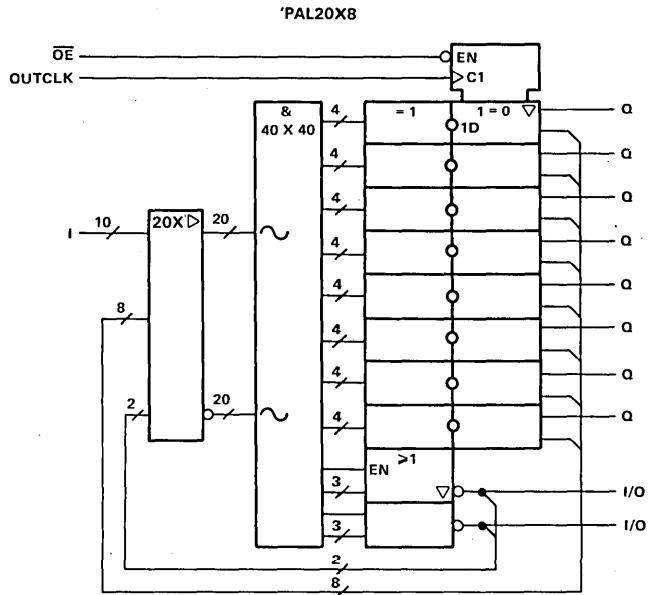 'PAL20X8
OE
EN
OUTCLK
C1
&
40 X 40
4
= 1
1 = 0
Q
1D
4
Q
4
Q
I
10
20X
20
4
Q
4
Q
8
4
Q
4
Q
2
20
4
Q
≥1
EN
3
I/O
3
I/O
2
8